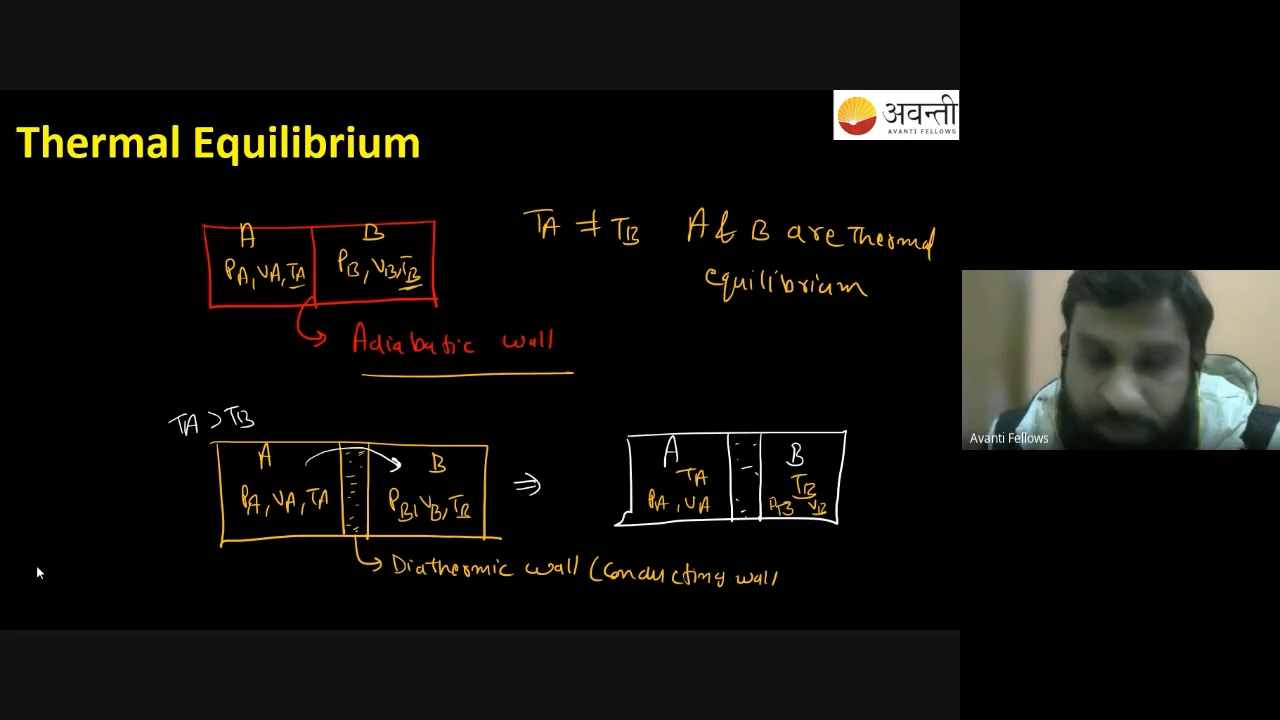 अवन्ती
AVANTI FELLOWS
Thermal Equilibrium
A B
PA, VA, TA PB, VB, TB
TA ≠ TB A & B are Thermal
equilibrium
Adiabatic wall
TA > TB
A B
PA, VA, TA PB, VB, TB
⇒
A B
TA TB
PA, VA PB VB
Diathermic wall (Conducting wall
Avanti Fellows